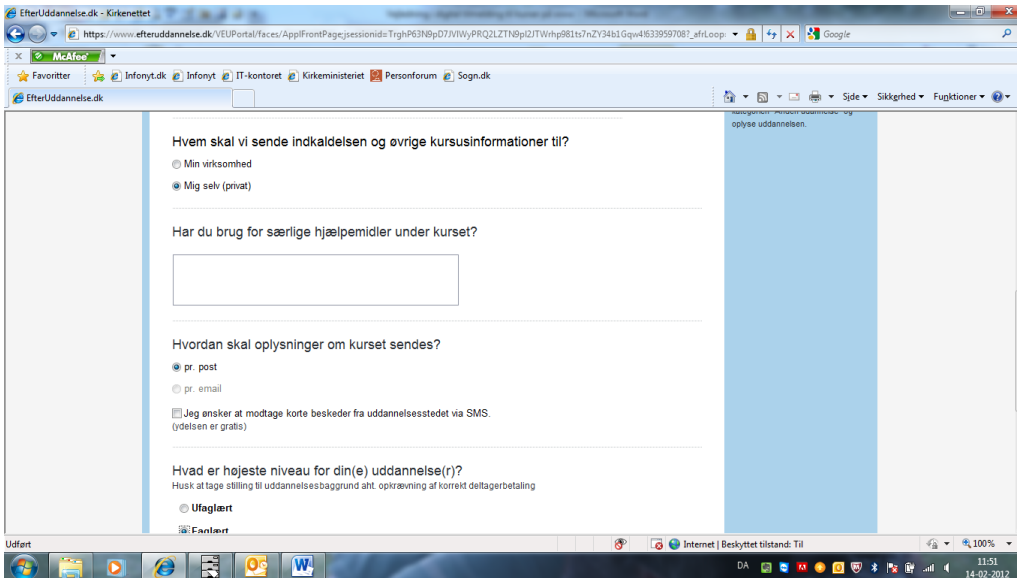 EfterUddannelse.dk - Kirkenettet
https://www.efteruddannelse.dk/VEUPortal/faces/ApplFrontPage;jsessionid=
Google
X McAfee
Favoritter Infonyt.dk Infonyt IT-kontoret Kirkeministeriet Personforum Sogn.dk
EfterUddannelse.dk Side Sikkerhed Funktioner
oplyse uddannelsen.
Hvem skal vi sende indkaldelsen og øvrige kursusinformationer til?
Min virksomhed
Mig selv (privat)
Har du brug for særlige hjælpemidler under kurset?
Hvordan skal oplysninger om kurset sendes?
pr. post
pr. email
Jeg ønsker at modtage korte beskeder fra uddannelsesstedet via SMS.
(ydelsen er gratis)
Hvad er højeste niveau for din(e) uddannelse(r)?
Husk at tage stilling til uddannelsesbaggrund aht. opkrævning af korrekt deltagerbetaling
Ufaglært
Faglært
Udført Internet | Beskyttet tilstand: Til 100%
DA 11:51
14-02-2012